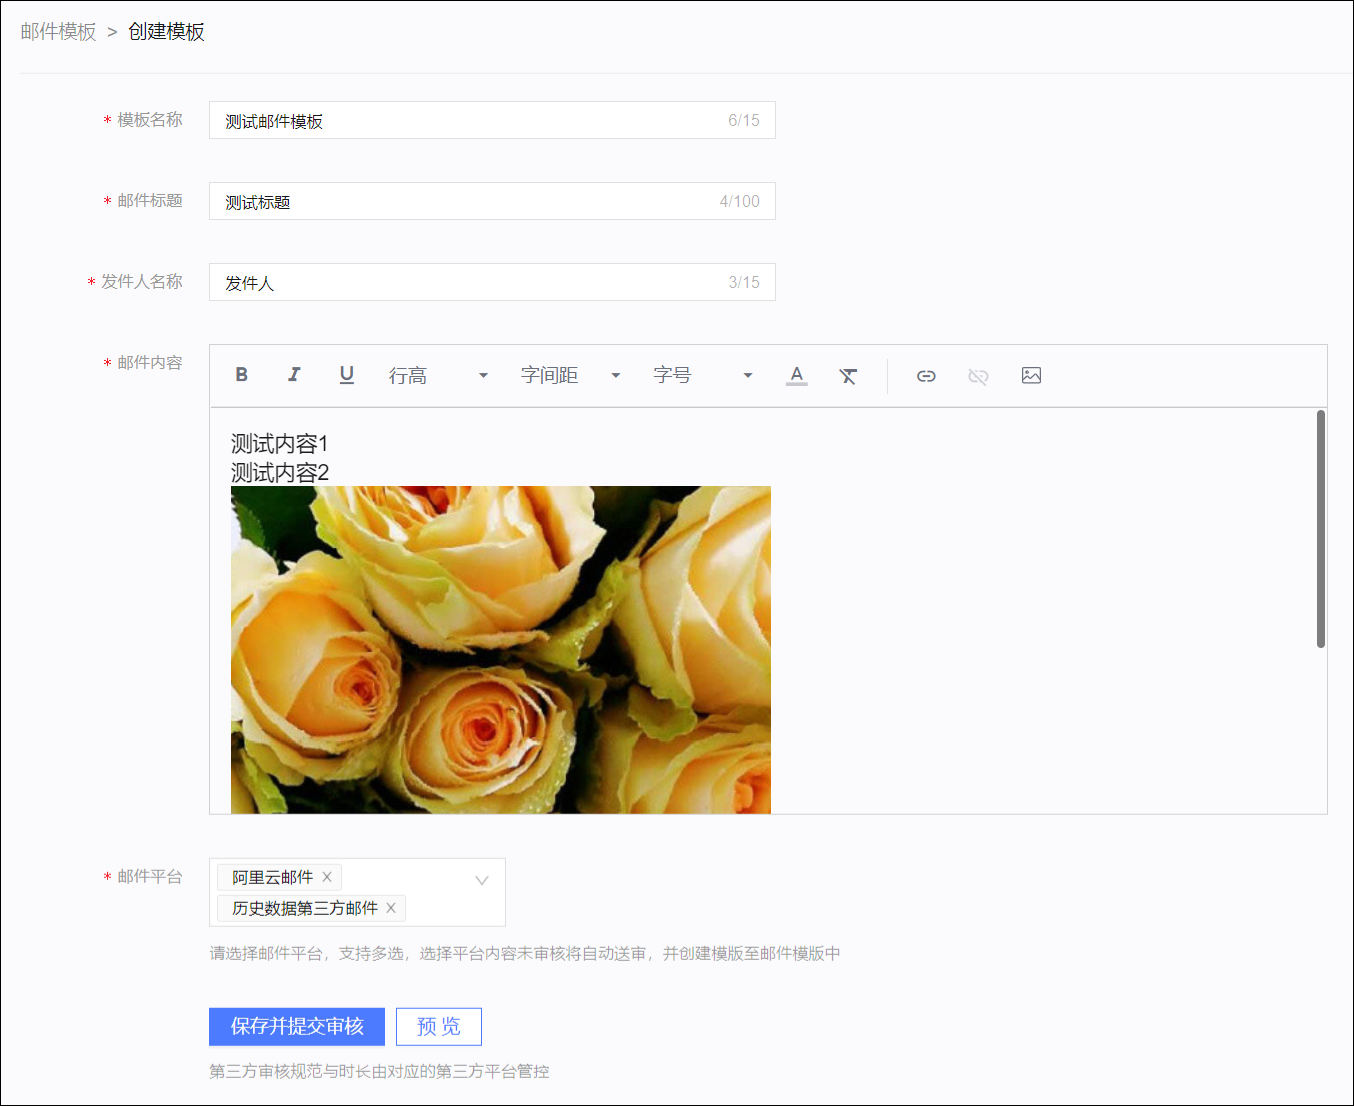 邮件模板 > 创建模板
* 模板名称 测试邮件模板 6/15
* 邮件标题 测试标题 4/100
* 发件人名称 发件人 3/15
* 邮件内容 B I U 行高 字间距 字号 A
测试内容1
测试内容2
* 邮件平台 阿里云邮件 X
历史数据第三方邮件 X
请选择邮件平台，支持多选，选择平台内容未审核将自动送审，并创建模版至邮件模版中
保存并提交审核 预 览
第三方审核规范与时长由对应的第三方平台管控